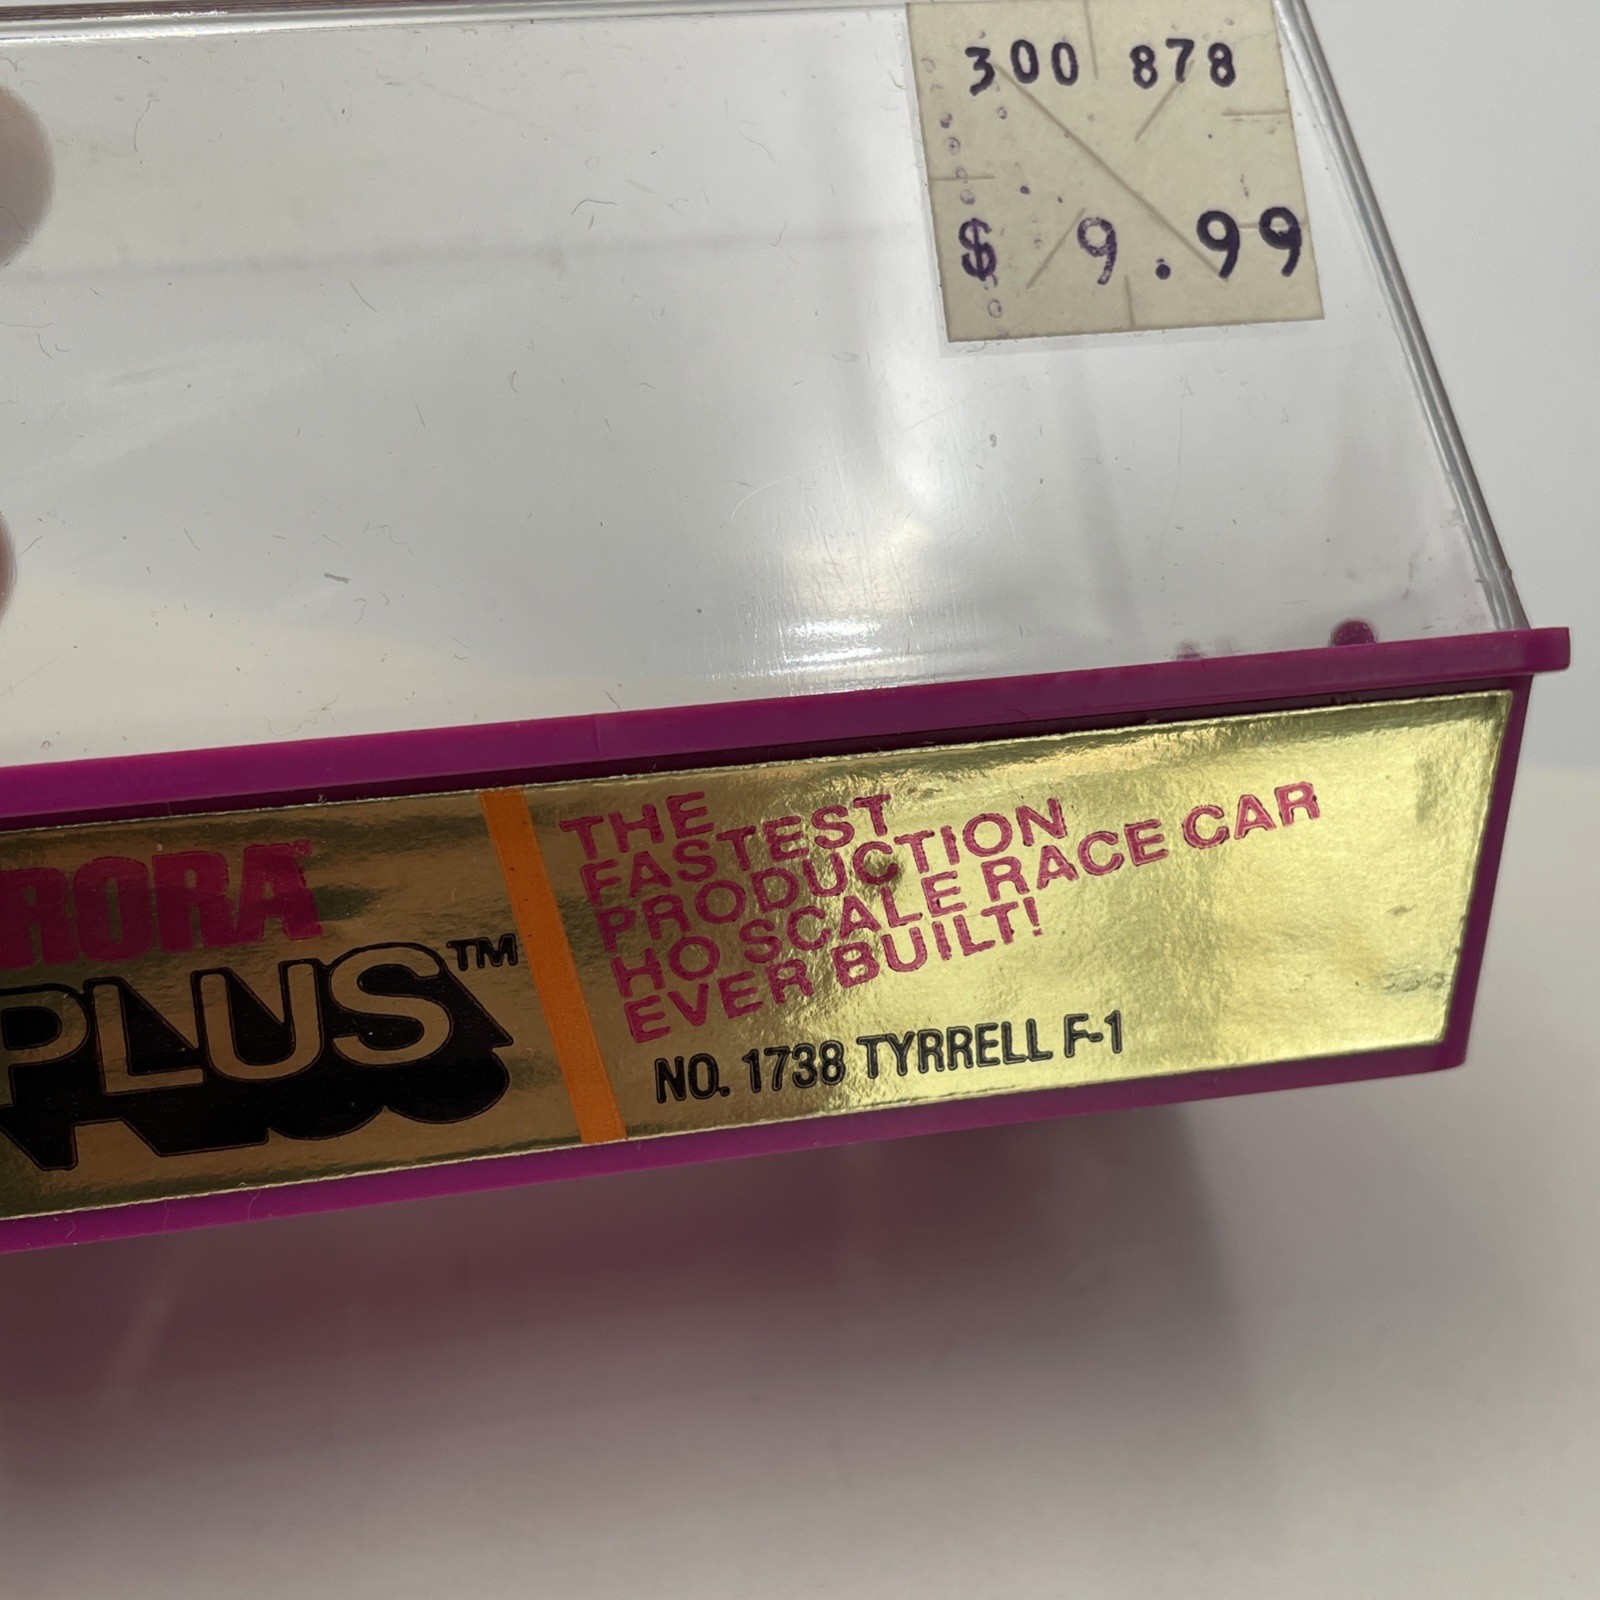 300 878
$ 9.99
RORA
PLUS™
THE
FASTEST
PRODUCTION
HO SCALE RACE CAR
EVER BUILT!
NO. 1738 TYRRELL F-1